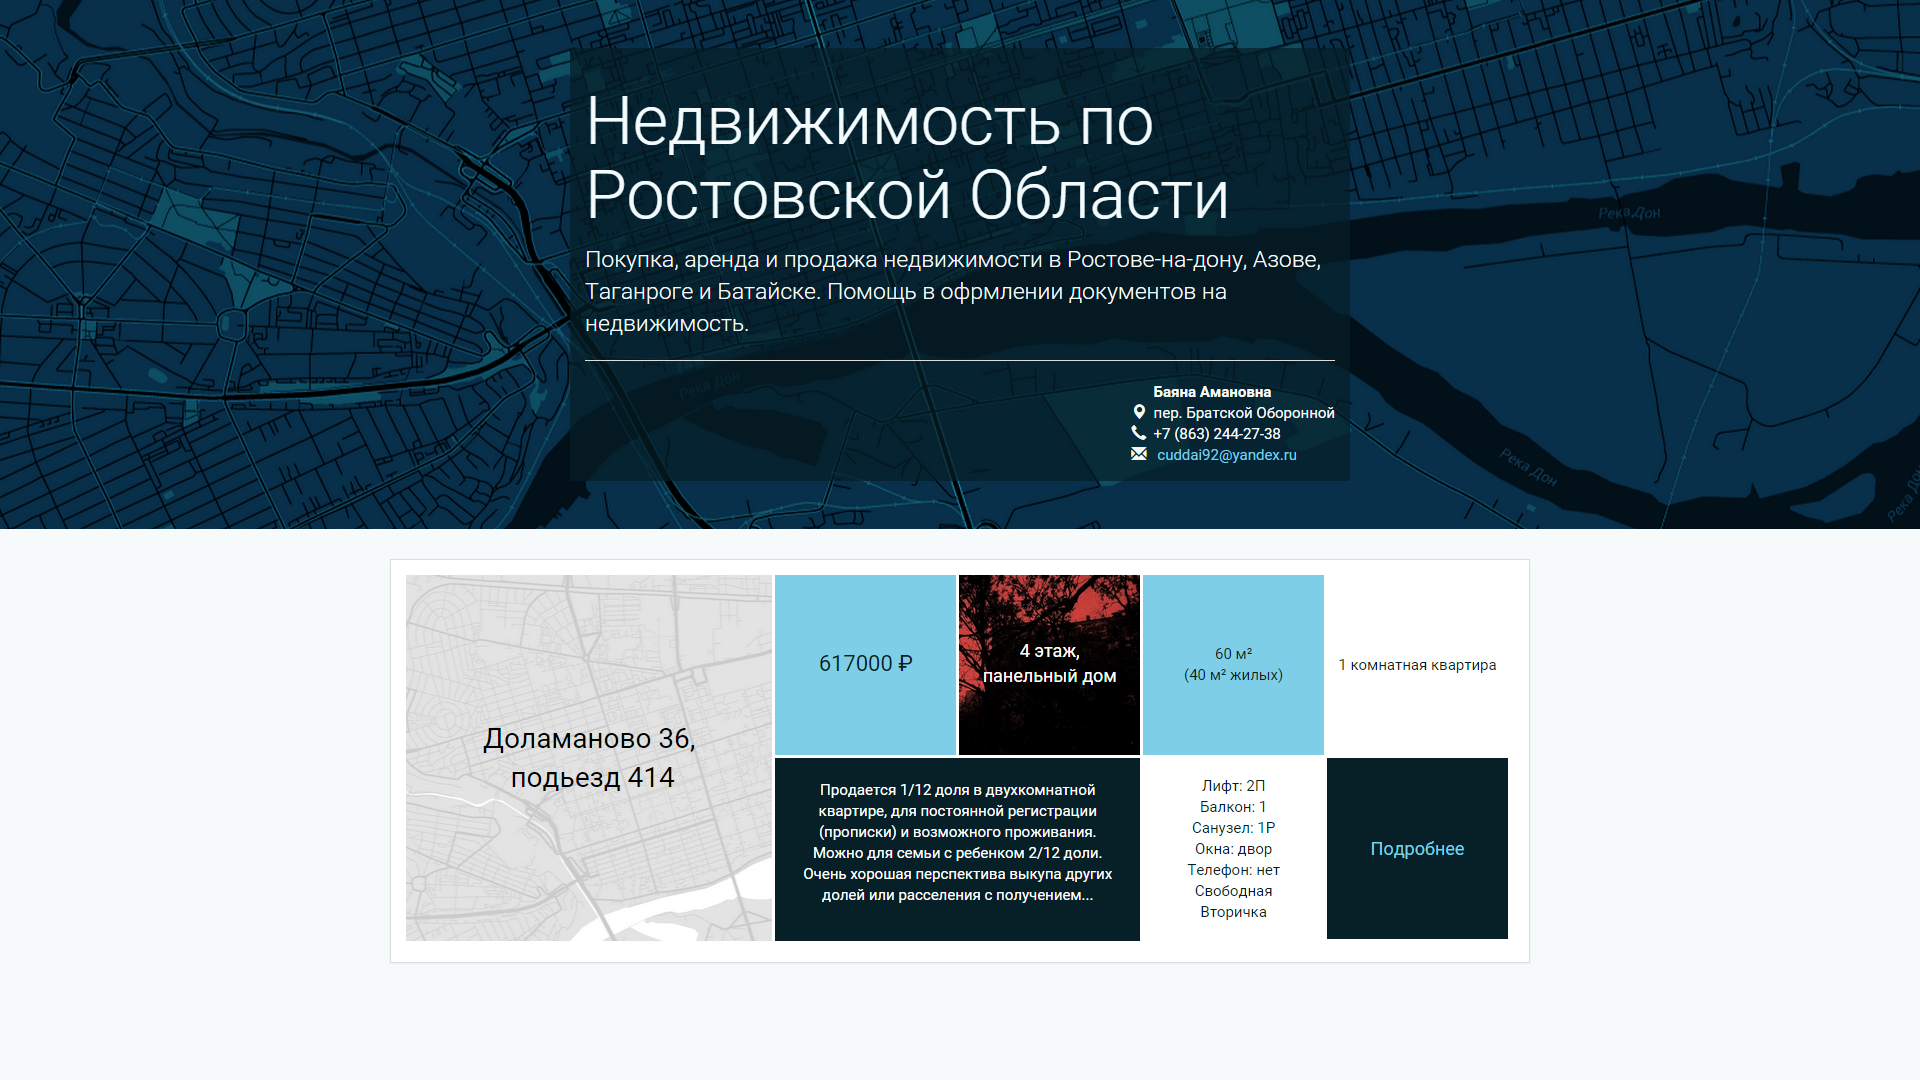 Недвижимость по
Ростовской Области
Покупка, аренда и продажа недвижимости в Ростове-на-дону, Азове,
Таганроге и Батайске. Помощь в офрмлении документов на
недвижимость.
Баяна Амановна
пер. Братской Оборонной
+7 (863) 244-27-38
cuddai92@yandex.ru
Река Дон
Река Дон
Река Дон
Река Дон
Доламаново 36,
подьезд 414
617000 ₽
4 этаж,
панельный дом
60 м²
(40 м² жилых)
1 комнатная квартира
Продается 1/12 доля в двухкомнатной
квартире, для постоянной регистрации
(прописки) и возможного проживания.
Можно для семьи с ребенком 2/12 доли.
Очень хорошая перспектива выкупа других
долей или расселения с получением...
Лифт: 2П
Балкон: 1
Санузел: 1Р
Окна: двор
Телефон: нет
Свободная
Вторичка
Подробнее